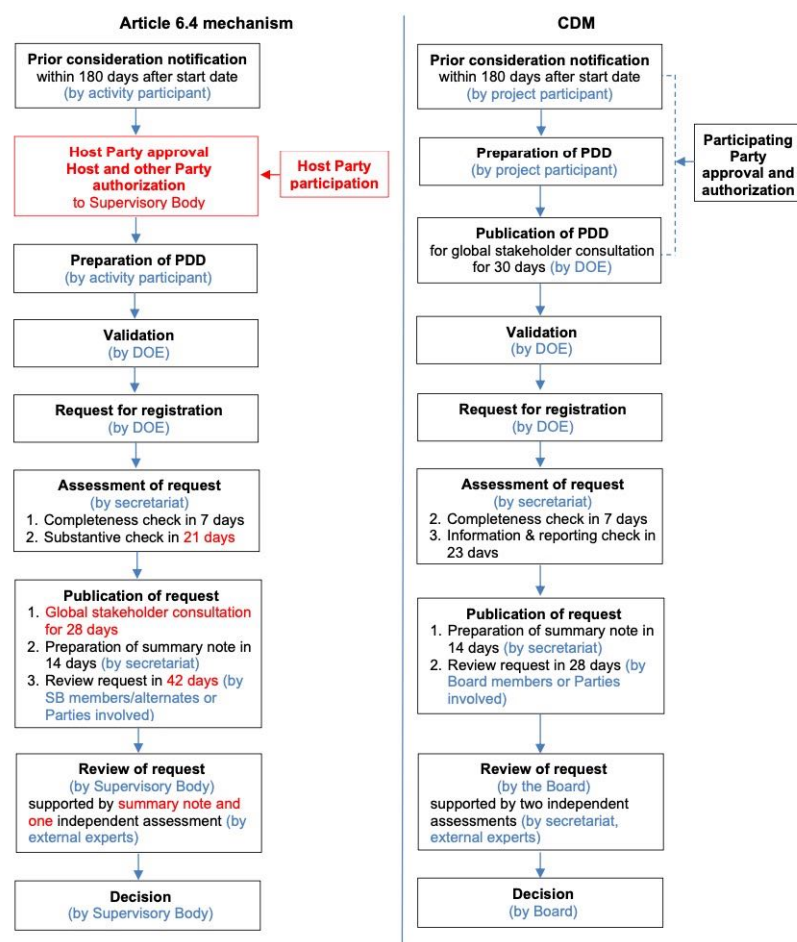 Article 6.4 mechanism
Prior consideration notification
within 180 days after start date
(by activity participant)
Host Party approval
Host and other Party
authorization
to Supervisory Body
Host Party
participation
Preparation of PDD
(by activity participant)
Validation
(by DOE)
Request for registration
(by DOE)
Assessment of request
(by secretariat)
1. Completeness check in 7 days
2. Substantive check in 21 days
Publication of request
1. Global stakeholder consultation
for 28 days
2. Preparation of summary note in
14 days (by secretariat)
3. Review request in 42 days (by
SB members/alternates or
Parties involved)
Review of request
(by Supervisory Body)
supported by summary note and
one independent assessment (by
external experts)
Decision
(by Supervisory Body)
CDM
Prior consideration notification
within 180 days after start date
(by project participant)
Preparation of PDD
(by project participant)
Participating
Party
approval and
authorization
Publication of PDD
for global stakeholder consultation
for 30 days (by DOE)
Validation
(by DOE)
Request for registration
(by DOE)
Assessment of request
(by secretariat)
2. Completeness check in 7 days
3. Information & reporting check in
23 days
Publication of request
1. Preparation of summary note in
14 days (by secretariat)
2. Review request in 28 days (by
Board members or Parties
involved)
Review of request
(by the Board)
supported by two independent
assessments (by secretariat,
external experts)
Decision
(by Board)